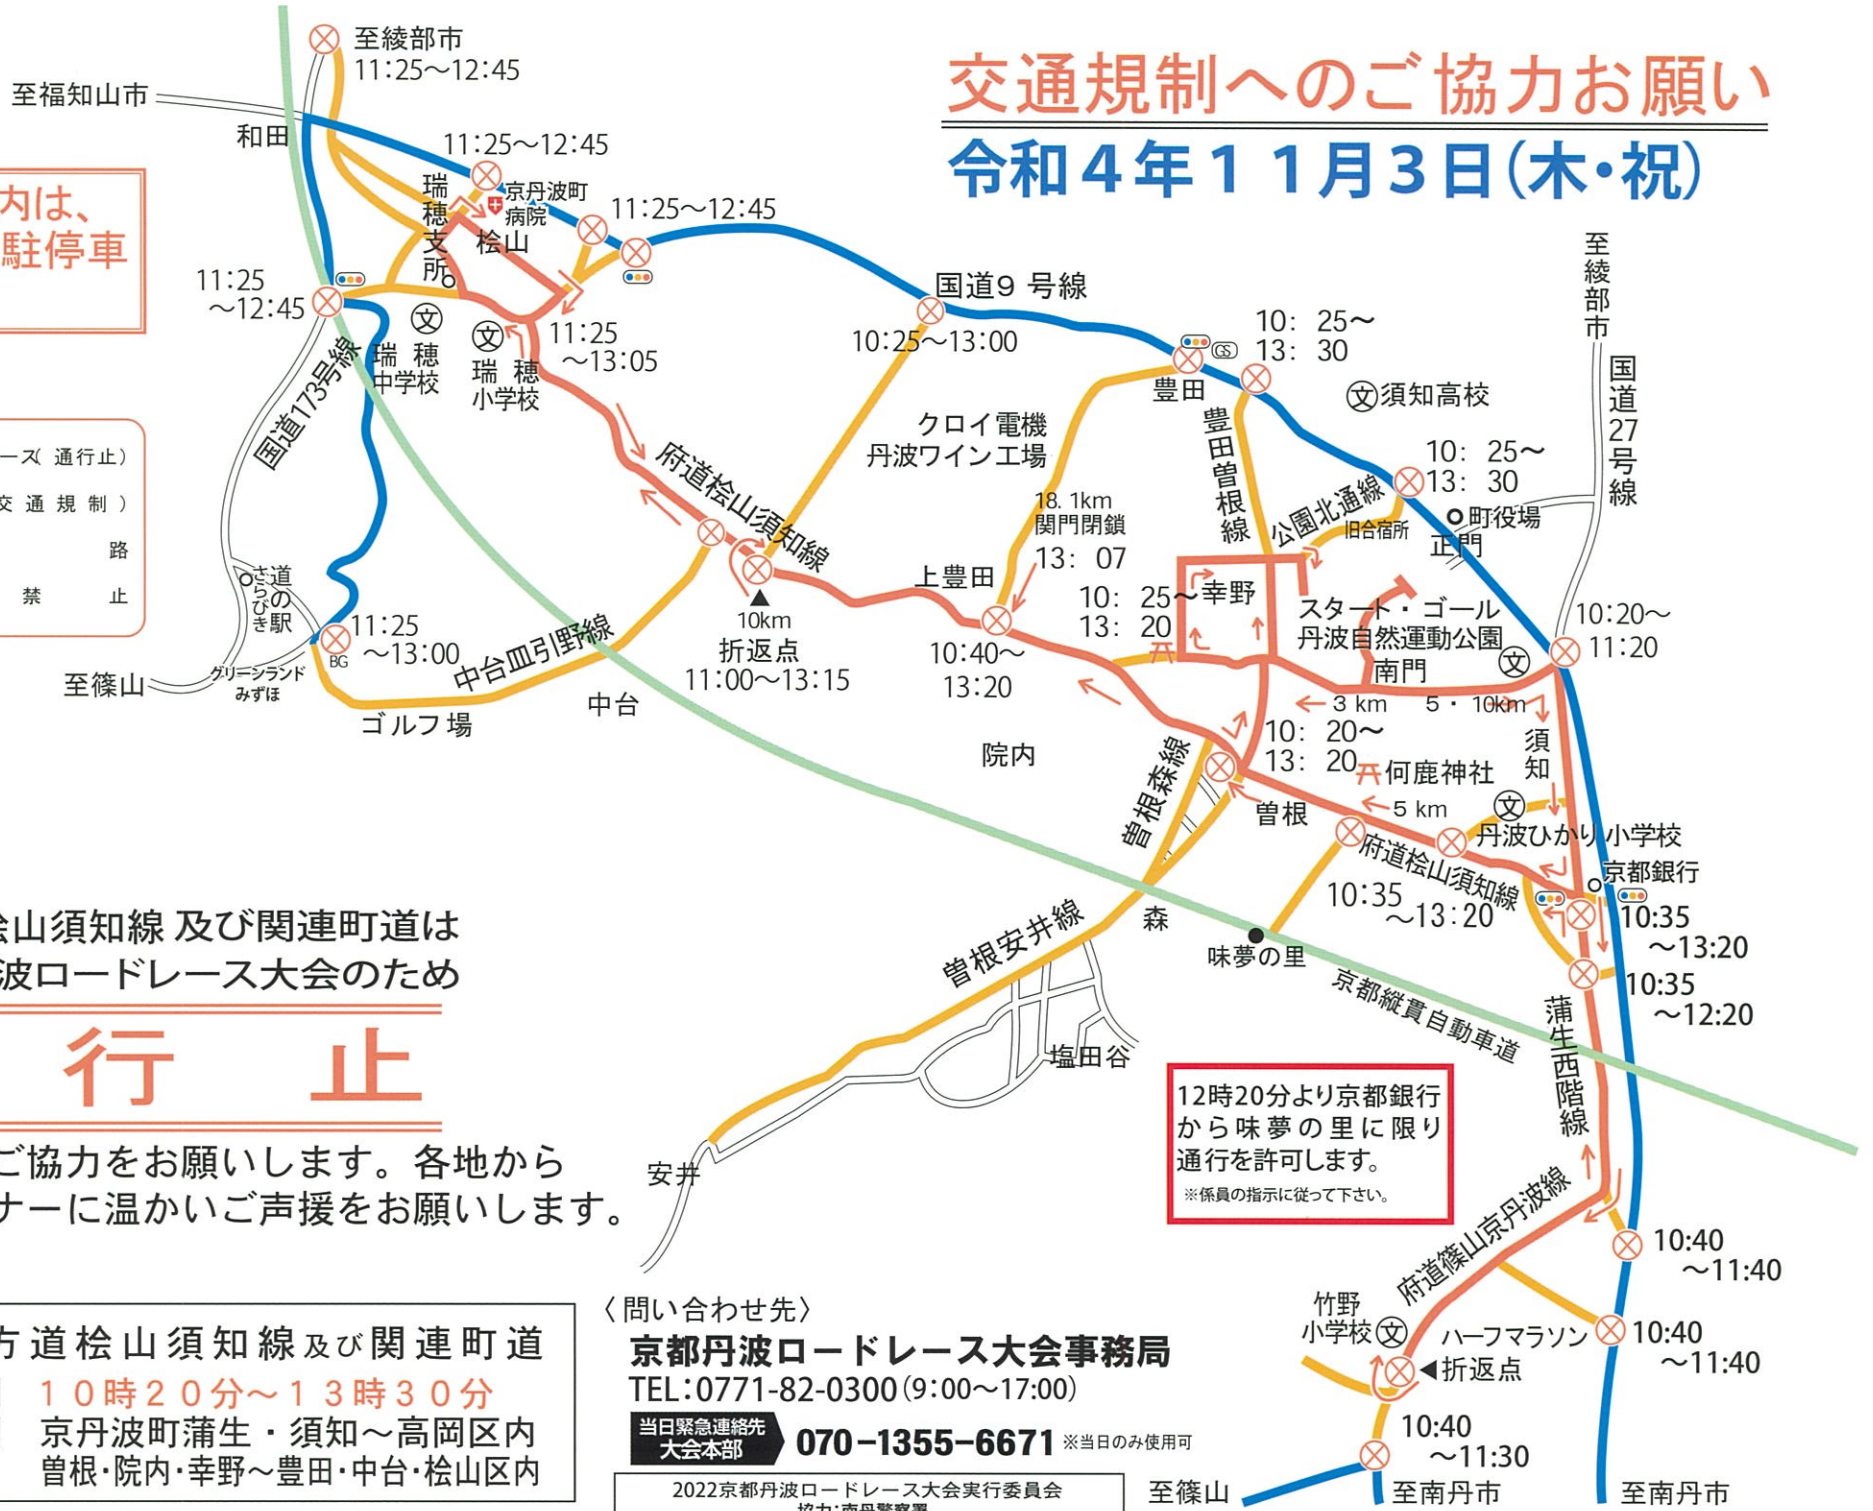 交通規制へのご協力お願い
令和4年11月3日(木・祝)
至綾部市
11:25～12:45
至福知山市
和田
11:25～12:45
瑞穂支所
京丹波町
病院
桧山
11:25～12:45
内は、
駐停車
11:25
～12:45
国道173号線
瑞穂
中学校
瑞穂
小学校
11:25
～13:05
国道9号線
10:25～13:00
豊田
GS
10:25～
13:30
豊田曽根線
須知高校
至綾部市
国道27号線
クロイ電機
丹波ワイン工場
府道桧山須知線
10:25～
13:30
町役場
正門
公園北通線
旧合宿所
ース(通行止)
交通規制)
路
禁止
18.1km
関門閉鎖
13:07
上豊田
10:25～
13:20
幸野
スタート・ゴール
丹波自然運動公園
南門
10:20～
11:20
道の駅
さらびき
11:25
～13:00
BG
グリーンランド
みずほ
至篠山
中台皿引野線
ゴルフ場
中台
10km
折返点
11:00～13:15
10:40～
13:20
3km
5・10km
須知
院内
曽根森線
10:20～
13:20
何鹿神社
曽根
5km
丹波ひかり小学校
府道桧山須知線
京都銀行
10:35
～13:20
10:35
～13:20
10:35
～12:20
森
味夢の里
京都縦貫自動車道
曽根安井線
塩田谷
安井
蒲生西階線
桧山須知線 及び関連町道は
波ロードレース大会のため
行止
ご協力をお願いします。各地から
ナーに温かいご声援をお願いします。
12時20分より京都銀行
から味夢の里に限り
通行を許可します。
※係員の指示に従って下さい。
府道篠山京丹波線
10:40
～11:40
10:40
～11:40
竹野
小学校
ハーフマラソン
◀折返点
10:40
～11:30
至篠山
至南丹市
至南丹市
方道桧山須知線及び関連町道
10時20分～13時30分
京丹波町蒲生・須知～高岡区内
曽根・院内・幸野～豊田・中台・桧山区内
〈問い合わせ先〉
京都丹波ロードレース大会事務局
TEL:0771-82-0300(9:00～17:00)
当日緊急連絡先
大会本部
070-1355-6671 ※当日のみ使用可
2022京都丹波ロードレース大会実行委員会
協力:南丹警察署